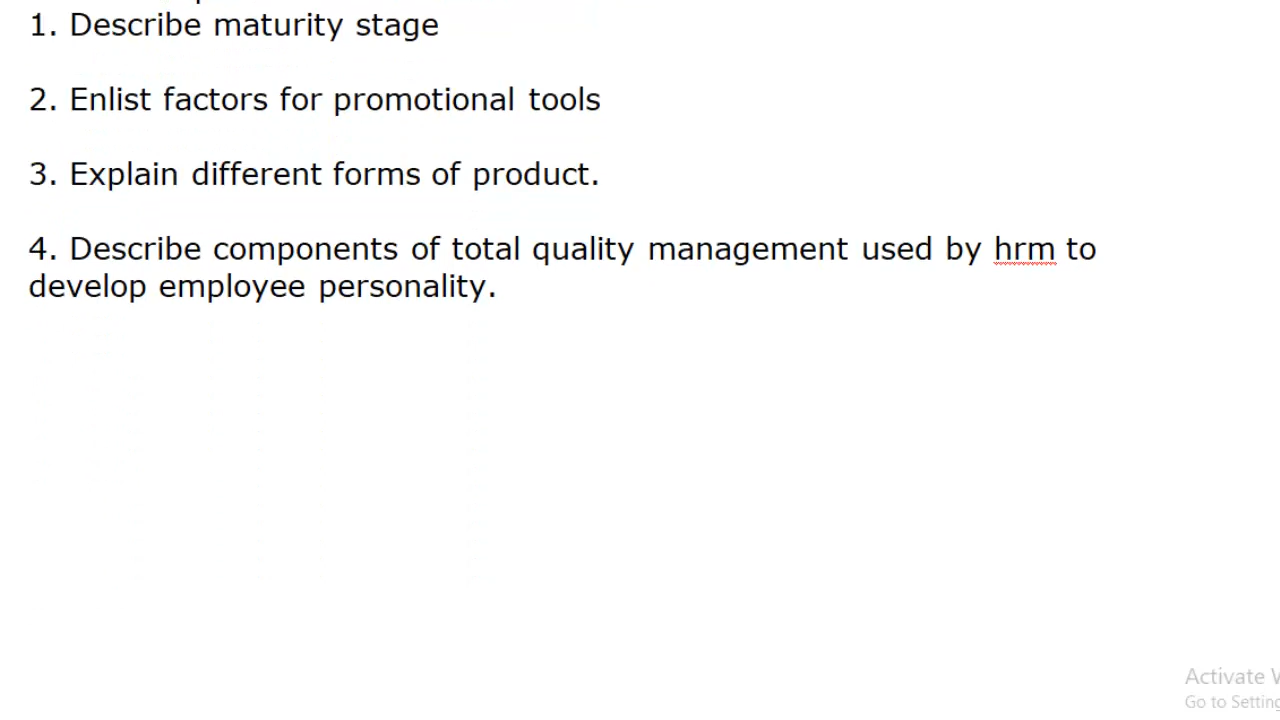 1. Describe maturity stage
2. Enlist factors for promotional tools
3. Explain different forms of product.
4. Describe components of total quality management used by hrm to
develop employee personality.
Activate
Go to Setting